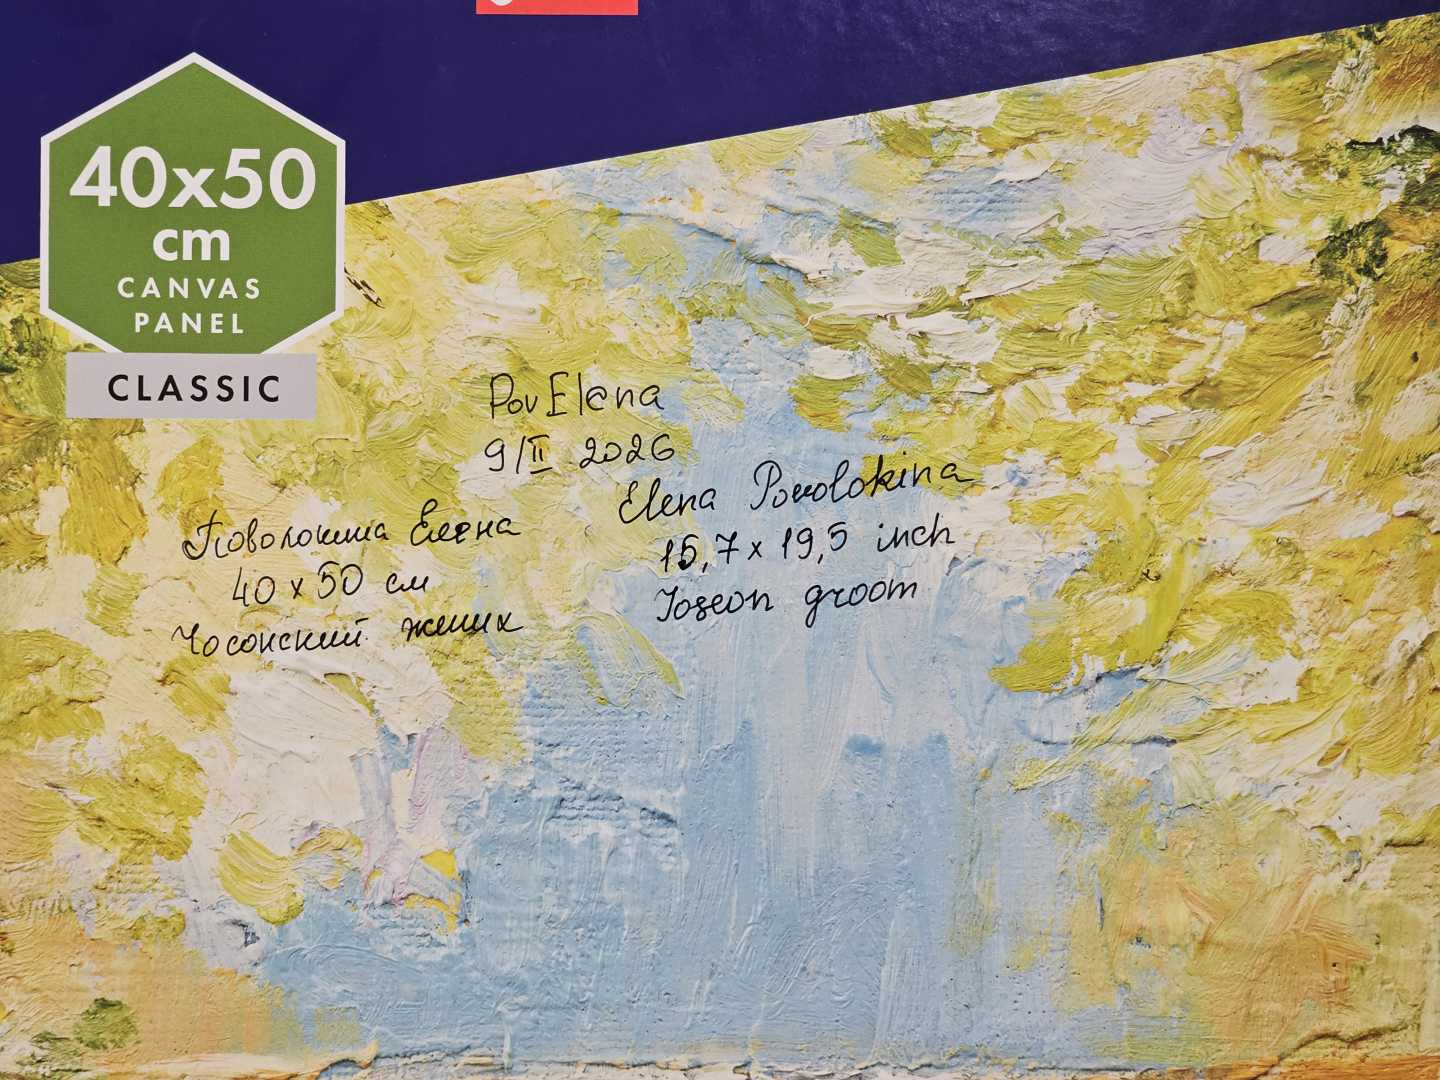 40x50
cm
CANVAS
PANEL
CLASSIC
PovElena
9/II 2026
Поволокина Елена
40 x 50 см
Чосонский жених
Elena Povolokina
15,7 x 19,5 inch
Joseon groom